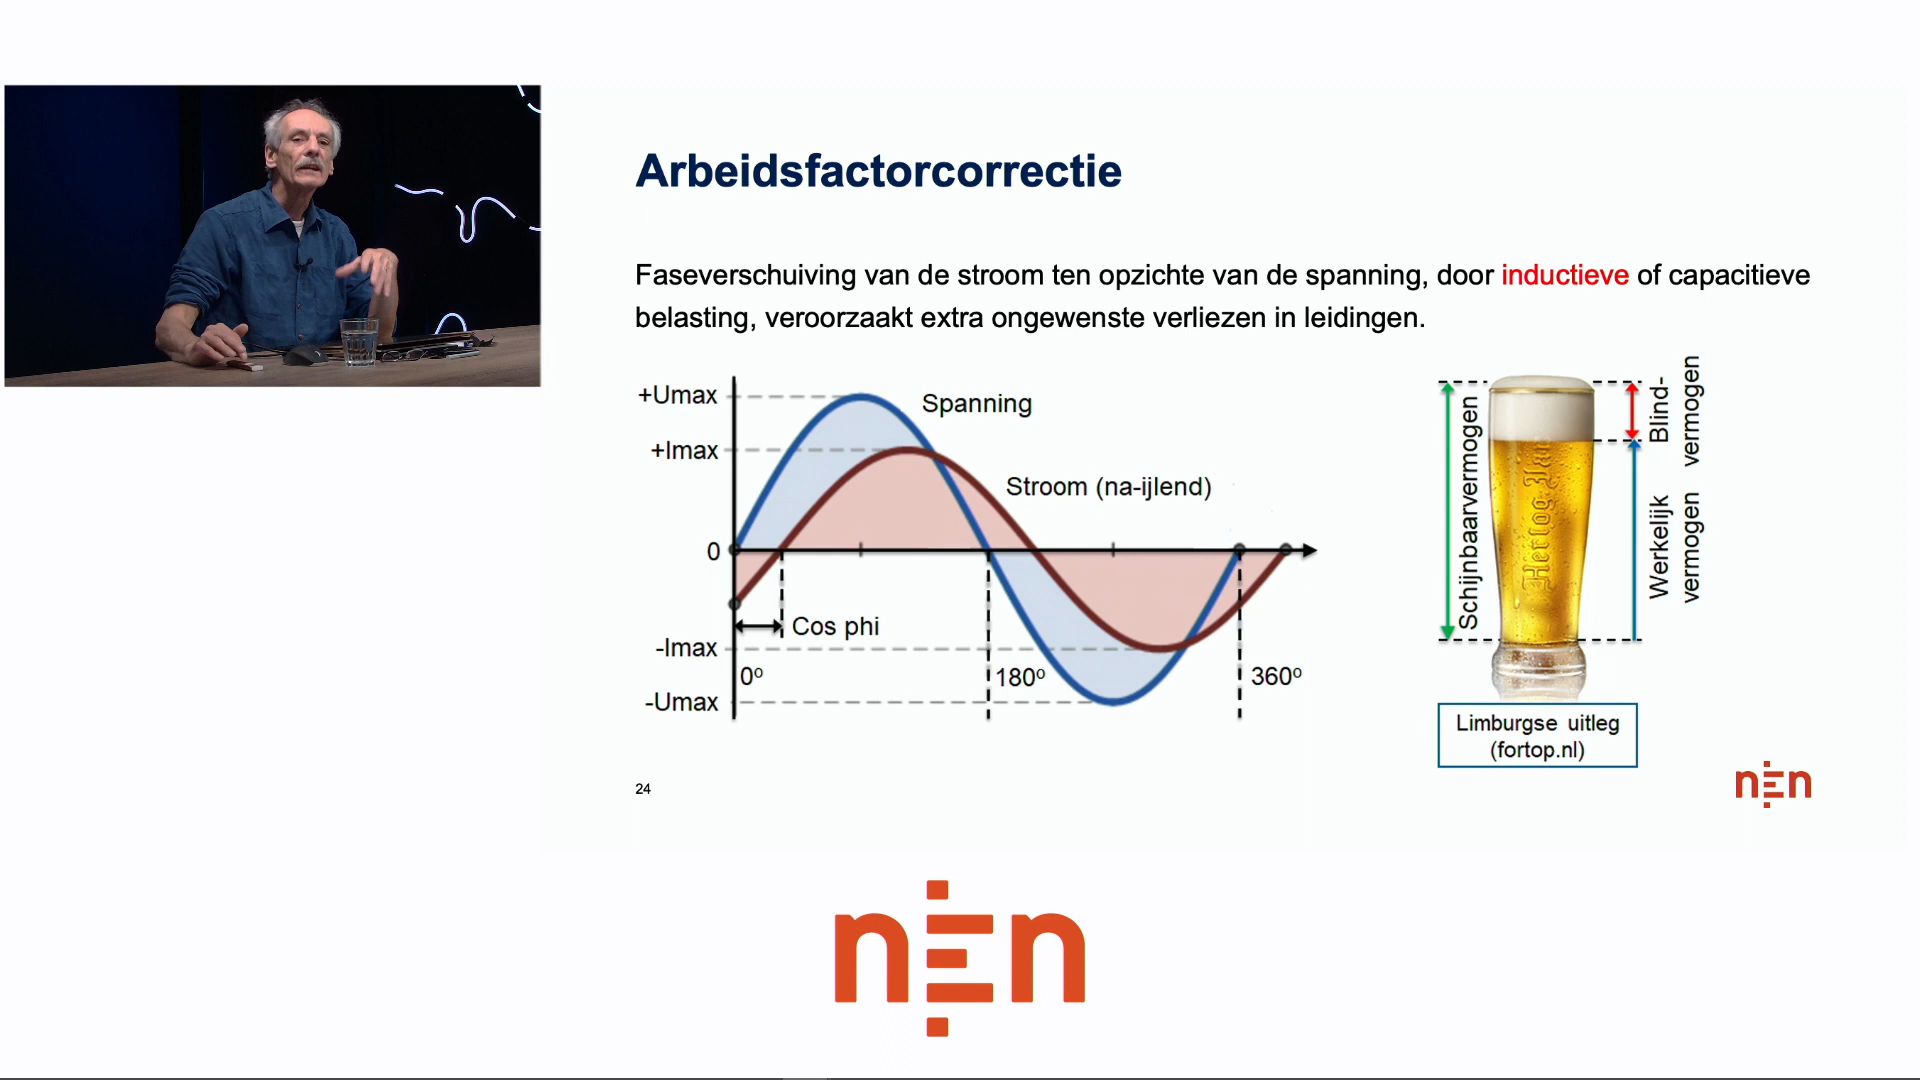 Arbeidsfactorcorrectie
Faseverschuiving van de stroom ten opzichte van de spanning, door inductieve of capacitieve
belasting, veroorzaakt extra ongewenste verliezen in leidingen.
+Umax
Spanning
+Imax
Stroom (na-ijlend)
0
Cos phi
-Imax
0º
180º
360º
-Umax
Schijnbaarvermogen
Hertog Jan
Blind-
vermogen
Werkelijk
vermogen
Limburgse uitleg
(fortop.nl)
24
nEn
nEn